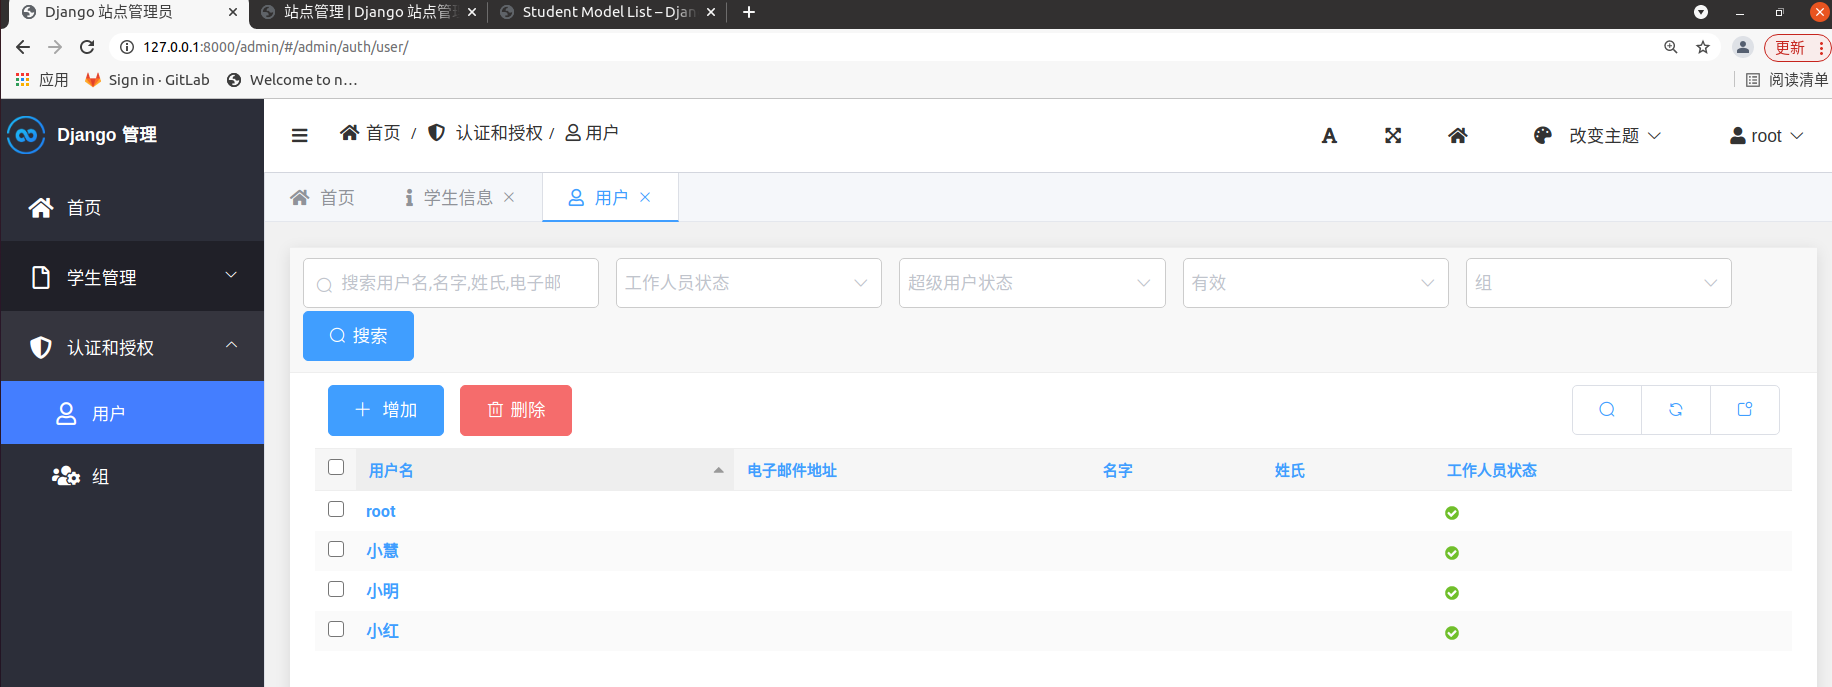 Django 站点管理员
站点管理 | Django 站点管理
Student Model List – Djan
127.0.0.1:8000/admin/#/admin/auth/user/
更新
应用
Sign in · GitLab
Welcome to n…
阅读清单
Django 管理
首页 / 认证和授权 / 用户
改变主题
root
首页
学生信息
用户
首页
学生管理
认证和授权
用户
组
搜索用户名,名字,姓氏,电子邮
工作人员状态
超级用户状态
有效
组
搜索
增加
删除
用户名 电子邮件地址 名字 姓氏 工作人员状态
root
小慧
小明
小红